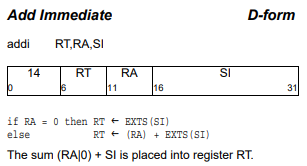 Add Immediate D-form
addi RT,RA,SI
14 RT RA SI
0 6 11 16 31
if RA = 0 then RT ← EXTS(SI)
else RT ← (RA) + EXTS(SI)
The sum (RA|0) + SI is placed into register RT.